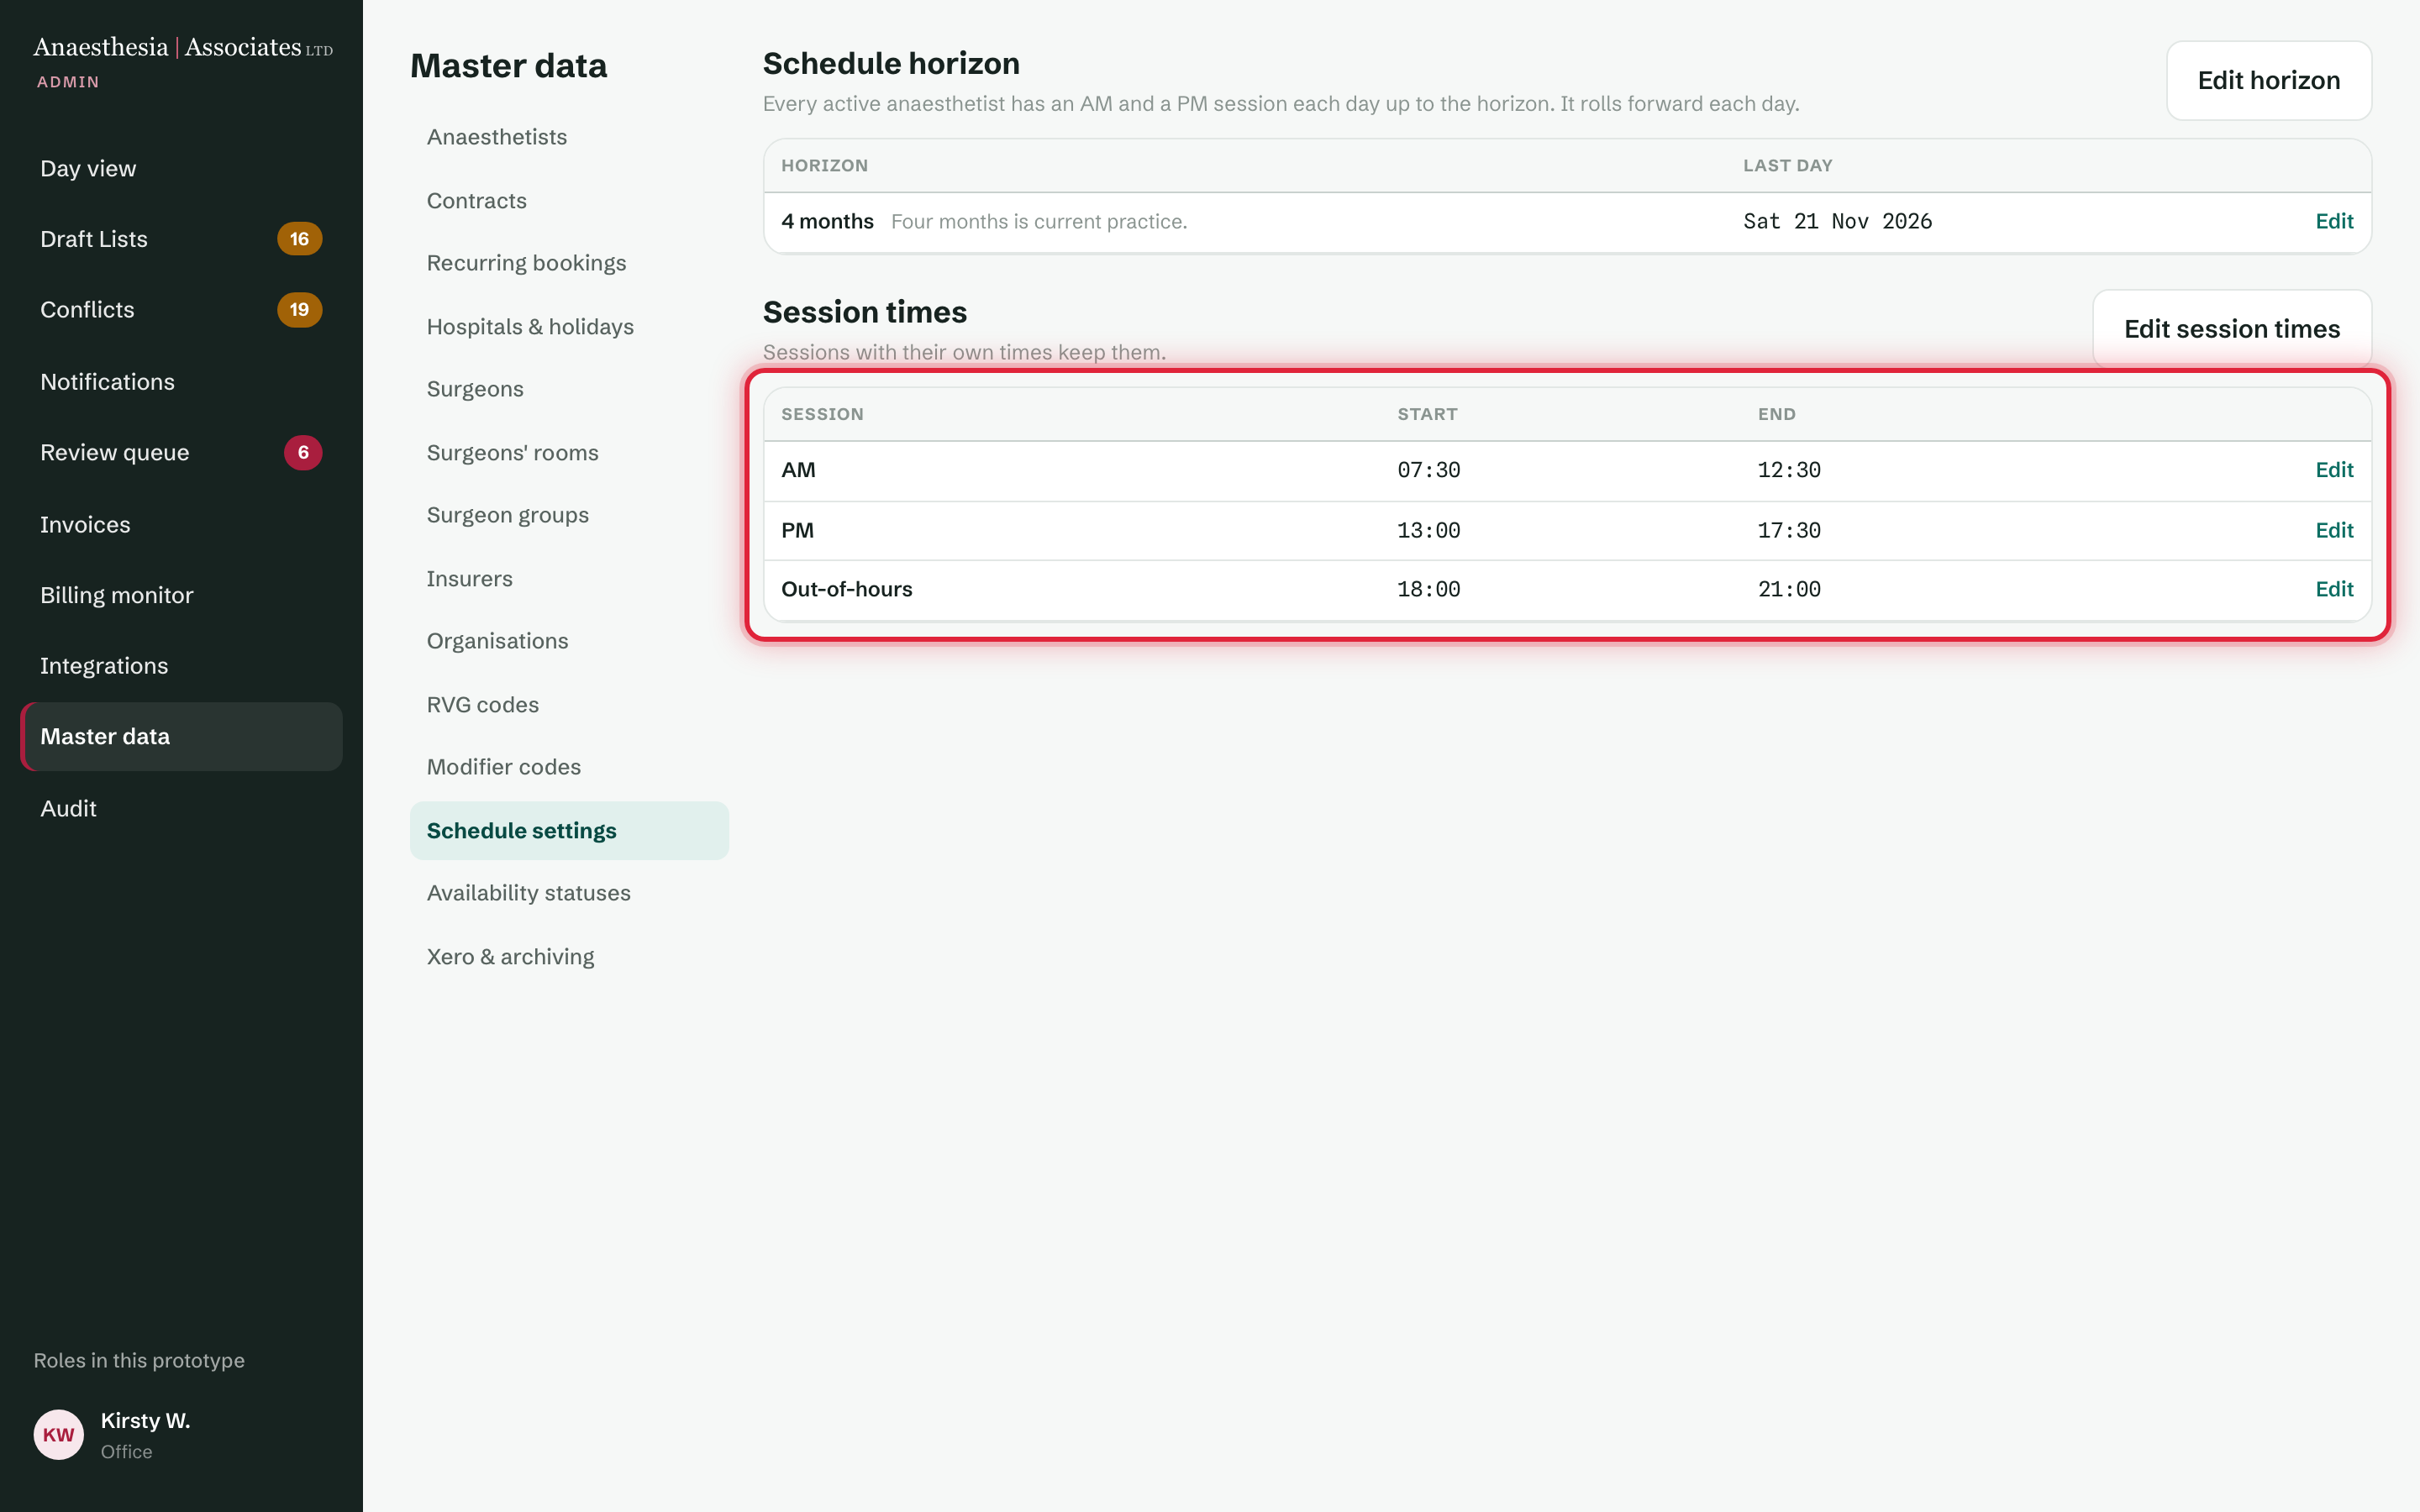 Anaesthesia | Associates LTD
ADMIN
Day view
Draft Lists 16
Conflicts 19
Notifications
Review queue 6
Invoices
Billing monitor
Integrations
Master data
Audit
Roles in this prototype
KW
Kirsty W.
Office
Master data
Anaesthetists
Contracts
Recurring bookings
Hospitals & holidays
Surgeons
Surgeons' rooms
Surgeon groups
Insurers
Organisations
RVG codes
Modifier codes
Schedule settings
Availability statuses
Xero & archiving
Schedule horizon
Every active anaesthetist has an AM and a PM session each day up to the horizon. It rolls forward each day.
Edit horizon
HORIZON LAST DAY
4 months Four months is current practice. Sat 21 Nov 2026 Edit
Session times
Sessions with their own times keep them.
Edit session times
SESSION START END
AM 07:30 12:30 Edit
PM 13:00 17:30 Edit
Out-of-hours 18:00 21:00 Edit